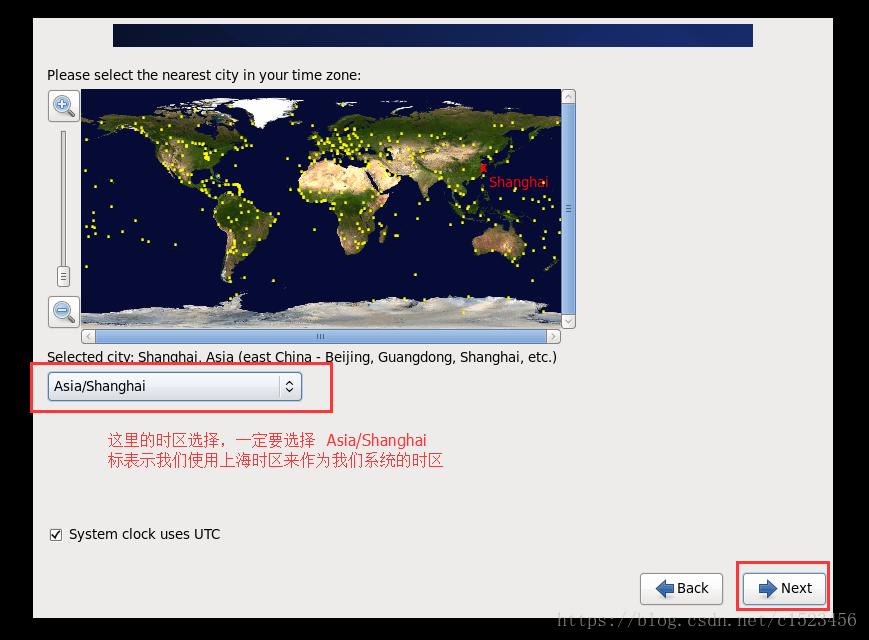 Please select the nearest city in your time zone:
Shanghai
Selected city: Shanghai, Asia (east China - Beijing, Guangdong, Shanghai, etc.)
Asia/Shanghai
这里的时区选择，一定要选择 Asia/Shanghai
标表示我们使用上海时区来作为我们系统的时区
System clock uses UTC
Back
Next
https://blog.csdn.net/c1523456